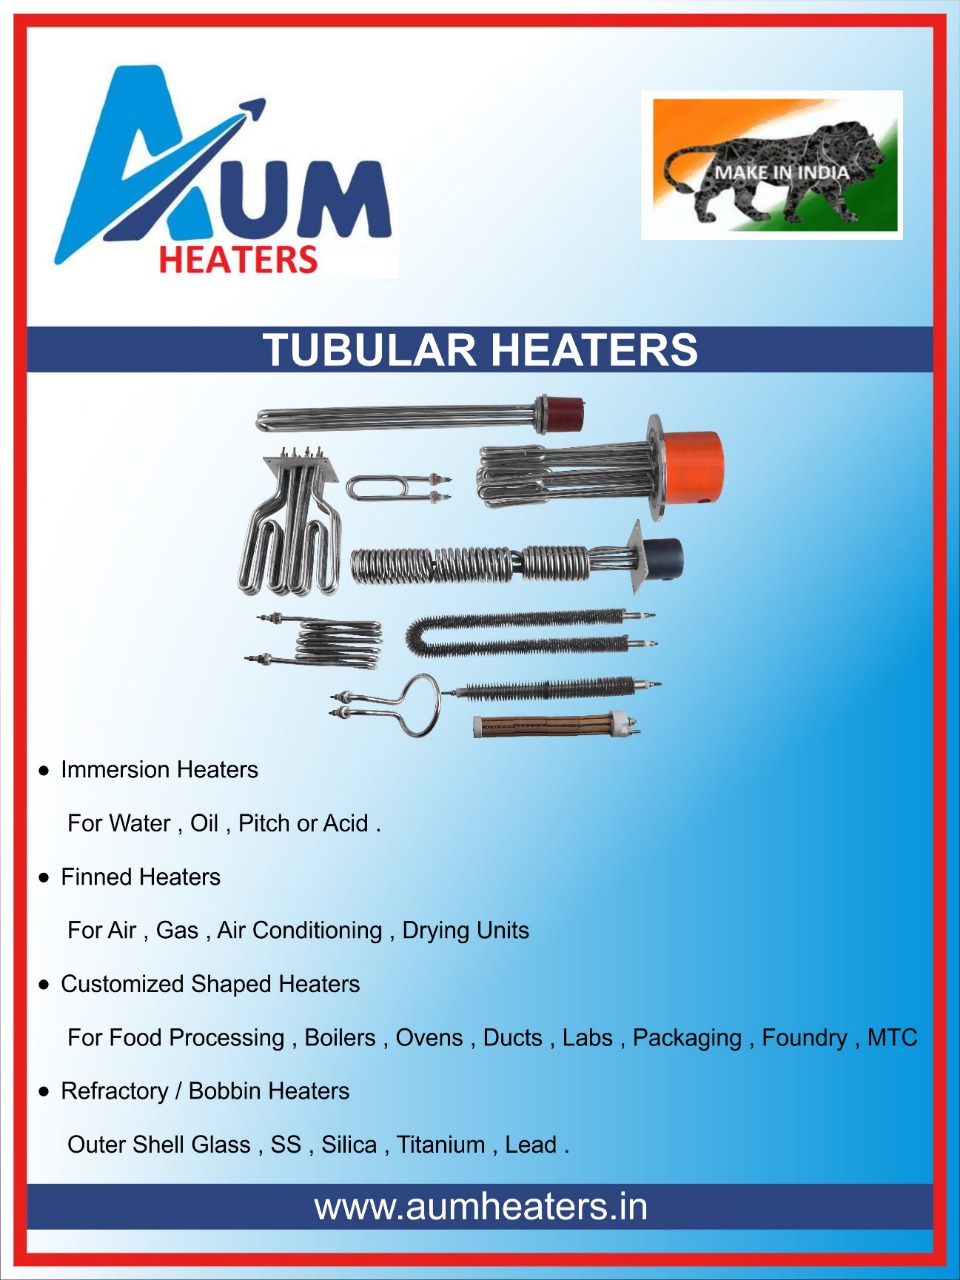 AUM
HEATERS
MAKE IN INDIA
TUBULAR HEATERS
● Immersion Heaters
For Water , Oil , Pitch or Acid .
● Finned Heaters
For Air , Gas , Air Conditioning , Drying Units
● Customized Shaped Heaters
For Food Processing , Boilers , Ovens , Ducts , Labs , Packaging , Foundry , MTC
● Refractory / Bobbin Heaters
Outer Shell Glass , SS , Silica , Titanium , Lead .
www.aumheaters.in